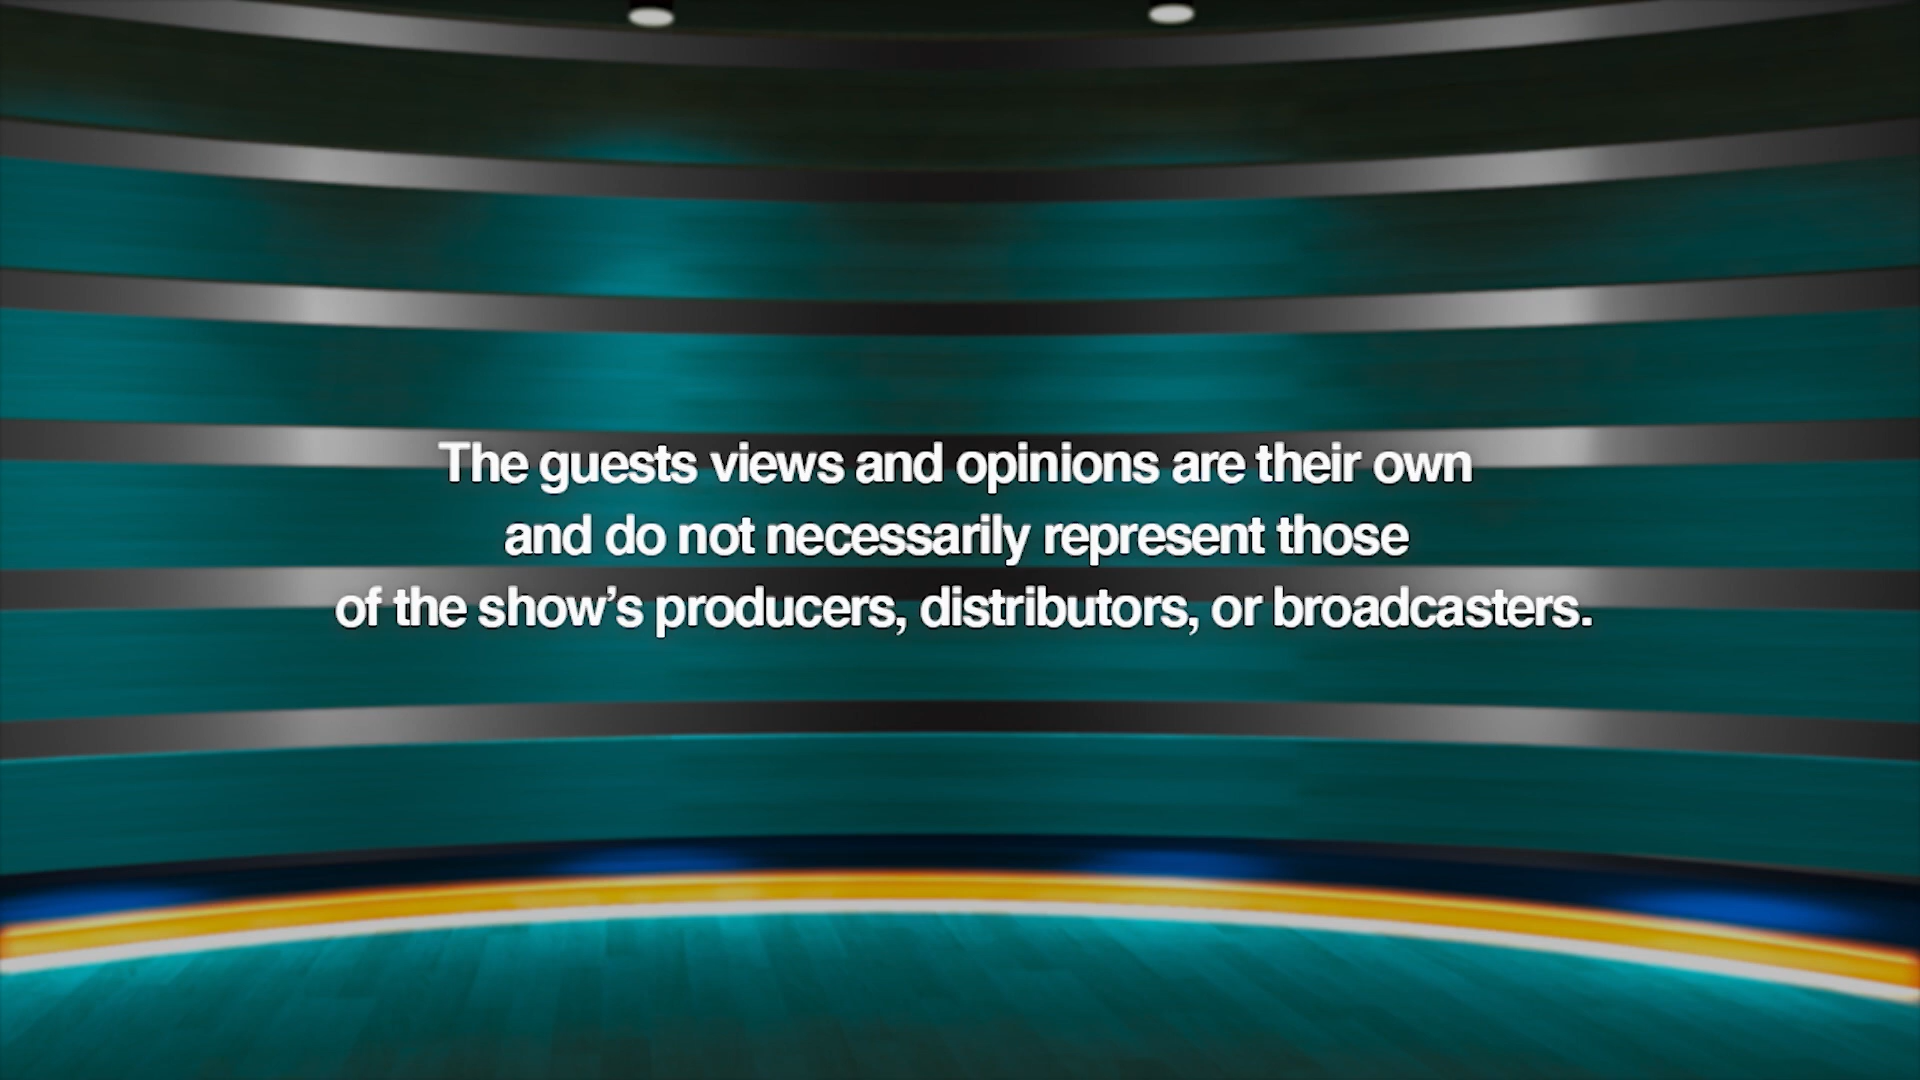 The guests views and opinions are their own
and do not necessarily represent those
of the show’s producers, distributors, or broadcasters.